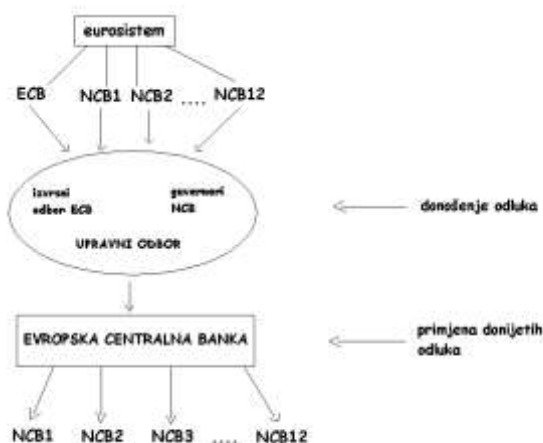 eurosistem
ECB NCB1 NCB2 .... NCB12
izvrsni governori
odbor ECB NCB
UPRAVNI ODBOR
donošenje odluka
EVROPSKA CENTRALNA BANKA
primjena donijetih
odluka
NCB1 NCB2 NCB3 .... NCB12